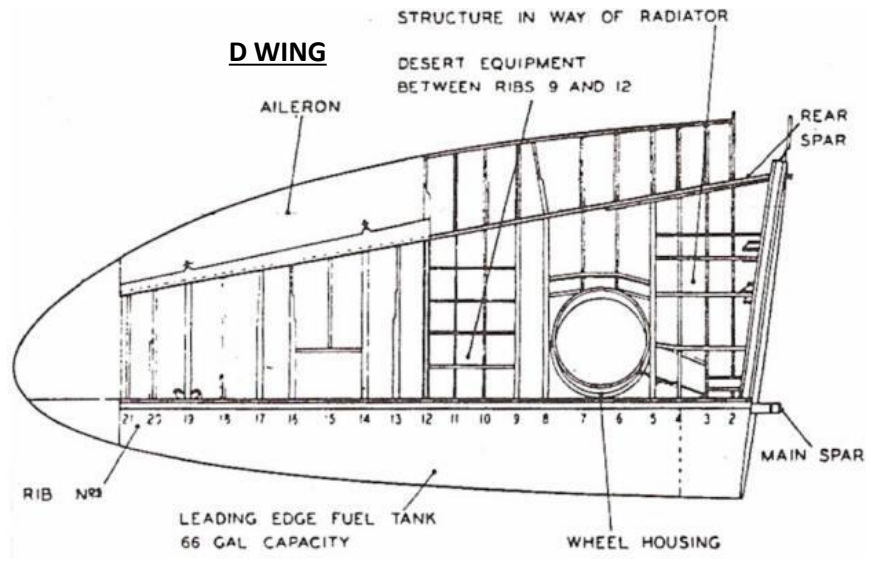 STRUCTURE IN WAY OF RADIATOR
D WING
DESERT EQUIPMENT
BETWEEN RIBS 9 AND 12
AILERON
REAR
SPAR
21 20 19 18 17 16 15 14 13 12 11 10 9 8 7 6 5 4 3 2
MAIN SPAR
RIB NOS
LEADING EDGE FUEL TANK
66 GAL CAPACITY
WHEEL HOUSING